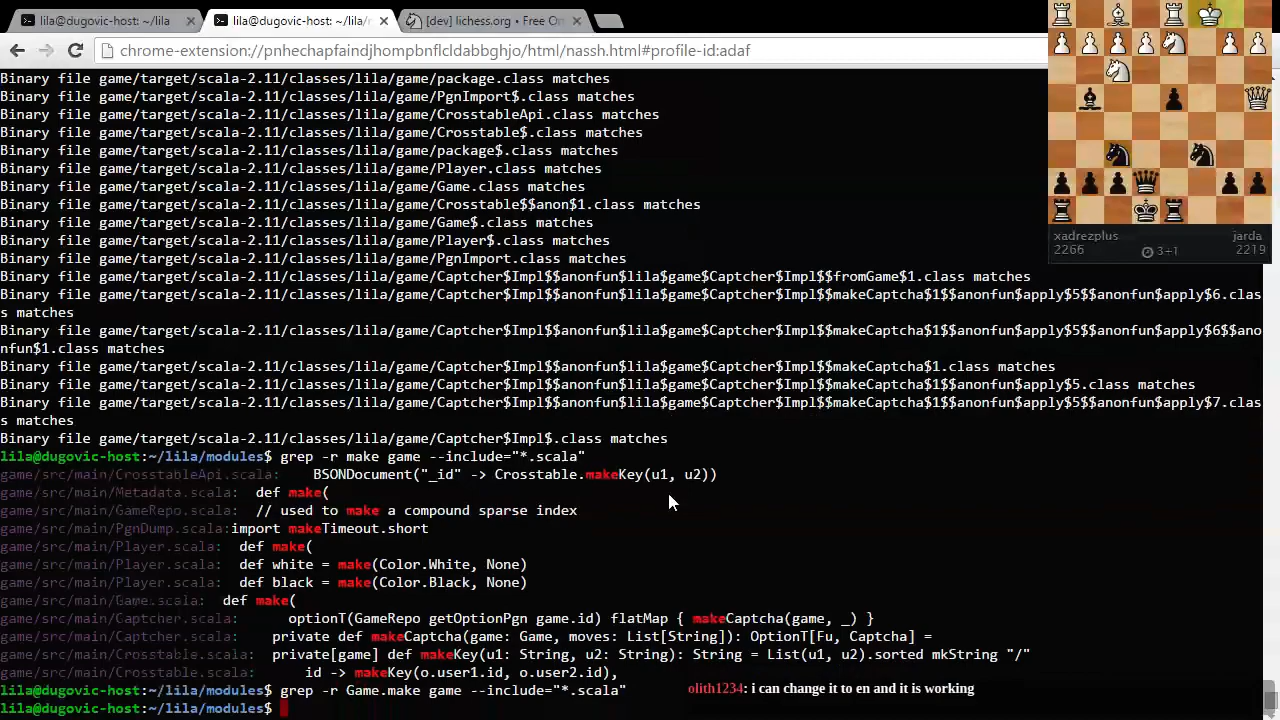 lila@dugovic-host: ~/lila
lila@dugovic-host: ~/lila/m
[dev] lichess.org • Free On
chrome-extension://pnhechapfaindjhompbnflcldabbghjo/html/nassh.html#profile-id:adaf
Binary file game/target/scala-2.11/classes/lila/game/package.class matches
Binary file game/target/scala-2.11/classes/lila/game/PgnImport$.class matches
Binary file game/target/scala-2.11/classes/lila/game/CrosstableApi.class matches
Binary file game/target/scala-2.11/classes/lila/game/Crosstable$.class matches
Binary file game/target/scala-2.11/classes/lila/game/package$.class matches
Binary file game/target/scala-2.11/classes/lila/game/Player.class matches
Binary file game/target/scala-2.11/classes/lila/game/Game.class matches
Binary file game/target/scala-2.11/classes/lila/game/Crosstable$$anon$1.class matches
Binary file game/target/scala-2.11/classes/lila/game/Game$.class matches
Binary file game/target/scala-2.11/classes/lila/game/Player$.class matches
Binary file game/target/scala-2.11/classes/lila/game/PgnImport.class matches
Binary file game/target/scala-2.11/classes/lila/game/Captcher$Impl$$anonfun$lila$game$Captcher$Impl$$fromGame$1.class matches
Binary file game/target/scala-2.11/classes/lila/game/Captcher$Impl$$anonfun$lila$game$Captcher$Impl$$makeCaptcha$1$$anonfun$apply$5$$anonfun$apply$6.clas
s matches
Binary file game/target/scala-2.11/classes/lila/game/Captcher$Impl$$anonfun$lila$game$Captcher$Impl$$makeCaptcha$1$$anonfun$apply$5$$anonfun$apply$6$$ano
nfun$1.class matches
Binary file game/target/scala-2.11/classes/lila/game/Captcher$Impl$$anonfun$lila$game$Captcher$Impl$$makeCaptcha$1.class matches
Binary file game/target/scala-2.11/classes/lila/game/Captcher$Impl$$anonfun$lila$game$Captcher$Impl$$makeCaptcha$1$$anonfun$apply$5.class matches
Binary file game/target/scala-2.11/classes/lila/game/Captcher$Impl$$anonfun$lila$game$Captcher$Impl$$makeCaptcha$1$$anonfun$apply$5$$anonfun$apply$7.clas
s matches
Binary file game/target/scala-2.11/classes/lila/game/Captcher$Impl$.class matches
lila@dugovic-host:~/lila/modules$ grep -r make game --include="*.scala"
game/src/main/CrosstableApi.scala:    BSONDocument("_id" -> Crosstable.makeKey(u1, u2))
game/src/main/Metadata.scala:  def make(
game/src/main/GameRepo.scala:  // used to make a compound sparse index
game/src/main/PgnDump.scala:import makeTimeout.short
game/src/main/Player.scala:  def make(
game/src/main/Player.scala:  def white = make(Color.White, None)
game/src/main/Player.scala:  def black = make(Color.Black, None)
game/src/main/Game.scala:  def make(
game/src/main/Captcher.scala:        optionT(GameRepo getOptionPgn game.id) flatMap { makeCaptcha(game, _) }
game/src/main/Captcher.scala:      private def makeCaptcha(game: Game, moves: List[String]): OptionT[Fu, Captcha] =
game/src/main/Crosstable.scala:    private[game] def makeKey(u1: String, u2: String): String = List(u1, u2).sorted mkString "/"
game/src/main/Crosstable.scala:        id -> makeKey(o.user1.id, o.user2.id),
lila@dugovic-host:~/lila/modules$ grep -r Game.make game --include="*.scala"
lila@dugovic-host:~/lila/modules$
xadrezplus jarda
2266 3+1 2219
olith1234: i can change it to en and it is working